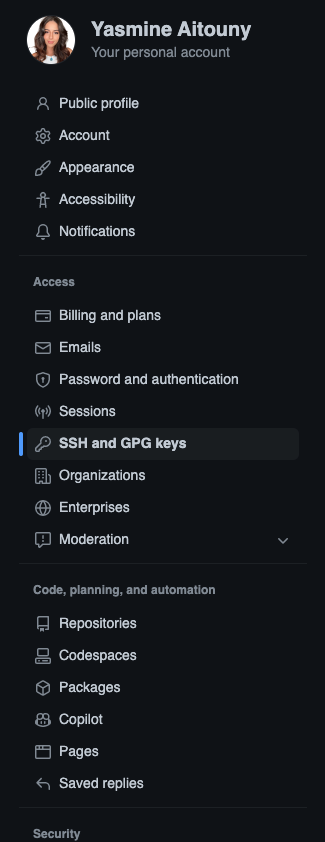 Yasmine Aitouny
Your personal account
Public profile
Account
Appearance
Accessibility
Notifications
Access
Billing and plans
Emails
Password and authentication
Sessions
SSH and GPG keys
Organizations
Enterprises
Moderation
Code, planning, and automation
Repositories
Codespaces
Packages
Copilot
Pages
Saved replies
Security